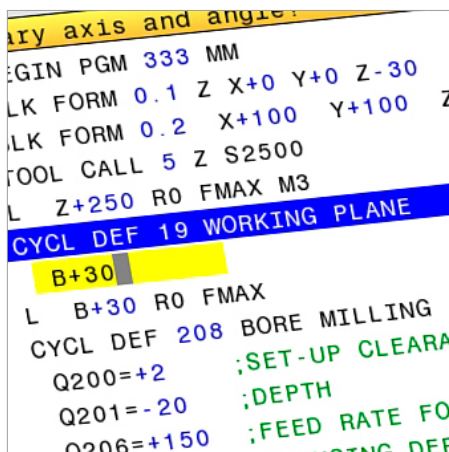 ary axis and angle?
EGIN PGM 333 MM
LK FORM 0.1 Z X+0 Y+0 Z-30
LK FORM 0.2 X+100 Y+100 Z
TOOL CALL 5 Z S2500
L Z+250 R0 FMAX M3
CYCL DEF 19 WORKING PLANE
B+30
L B+30 R0 FMAX
CYCL DEF 208 BORE MILLING
Q200=+2 ;SET-UP CLEARA
Q201=-20 ;DEPTH
Q206=+150 ;FEED RATE FO